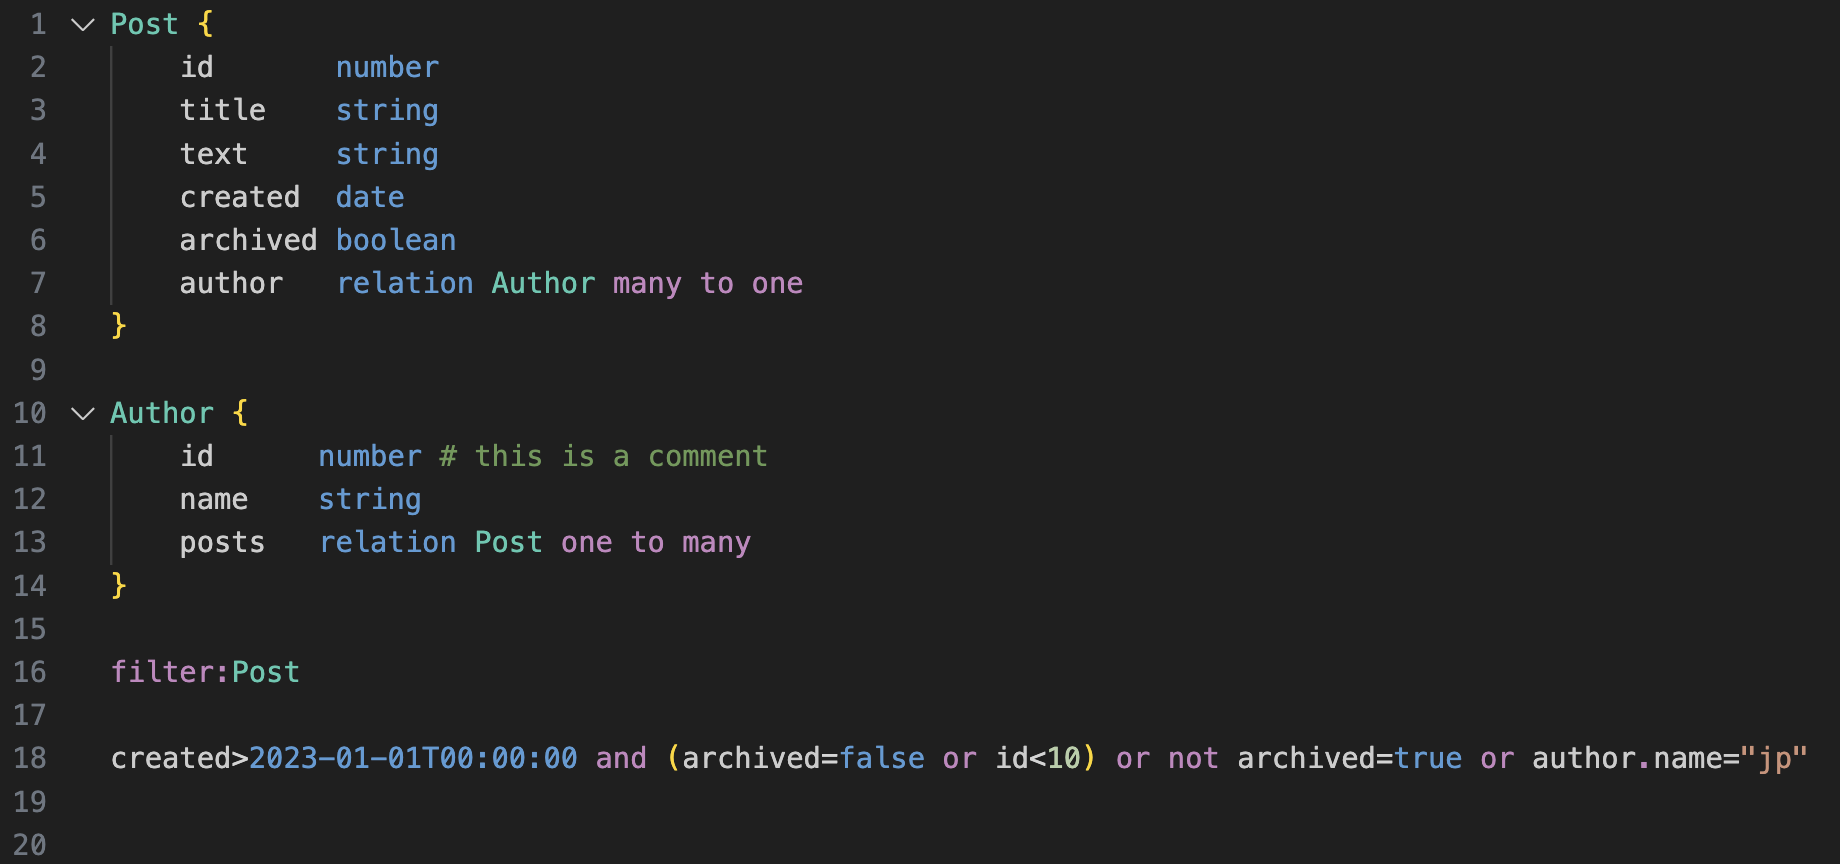 1 Post {
2     id       number
3     title    string
4     text     string
5     created  date
6     archived boolean
7     author   relation Author many to one
8 }
9
10 Author {
11     id      number # this is a comment
12     name    string
13     posts   relation Post one to many
14 }
15
16 filter:Post
17
18 created>2023-01-01T00:00:00 and (archived=false or id<10) or not archived=true or author.name="jp"
19
20